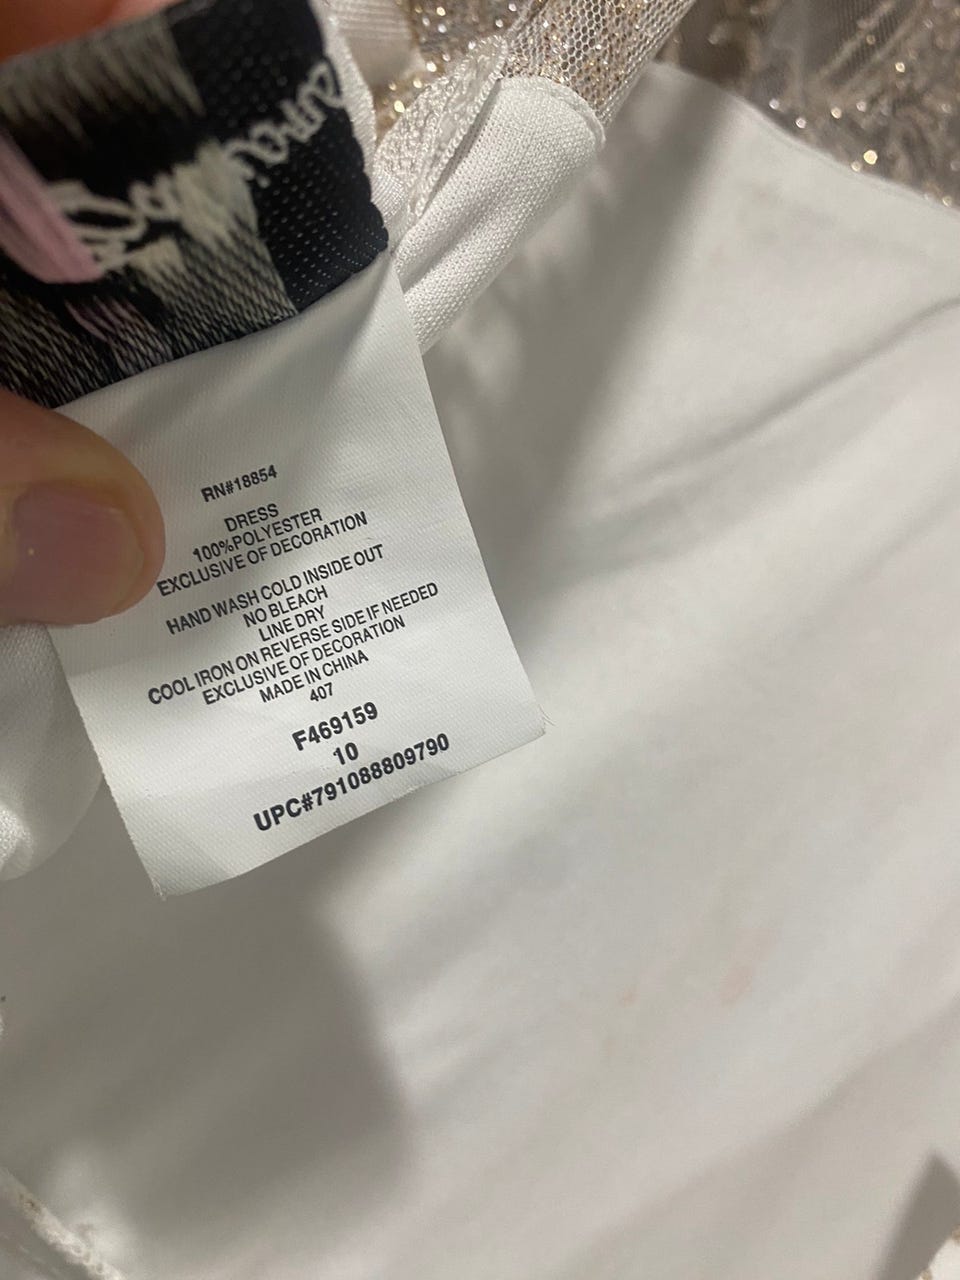 RN#18854
DRESS
100%POLYESTER
EXCLUSIVE OF DECORATION
HAND WASH COLD INSIDE OUT
NO BLEACH
LINE DRY
COOL IRON ON REVERSE SIDE IF NEEDED
EXCLUSIVE OF DECORATION
MADE IN CHINA
407
F469159
10
UPC#791088809790